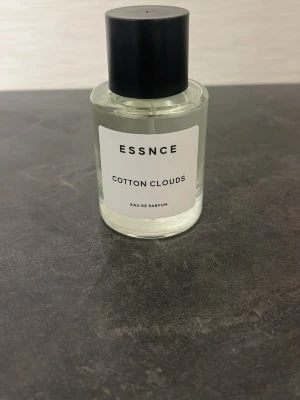 ESSNCE
COTTON CLOUDS
EAU DE PARFUM